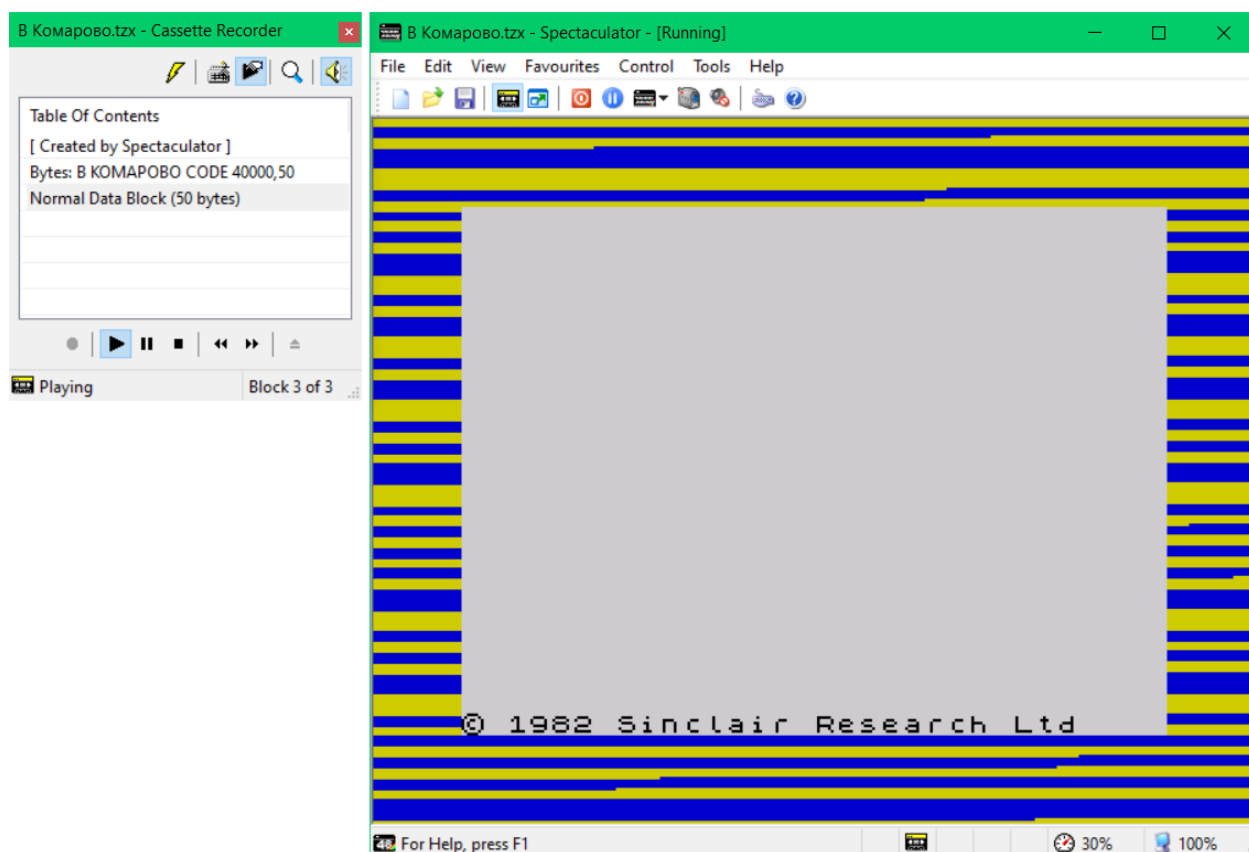 В Комарово.tzx - Cassette Recorder
Table Of Contents
[ Created by Spectaculator ]
Bytes: В КОМАРОВО CODE 40000,50
Normal Data Block (50 bytes)
Playing
Block 3 of 3
В Комарово.tzx - Spectaculator - [Running]
File Edit View Favourites Control Tools Help
© 1982 Sinclair Research Ltd
48 For Help, press F1
30%
100%